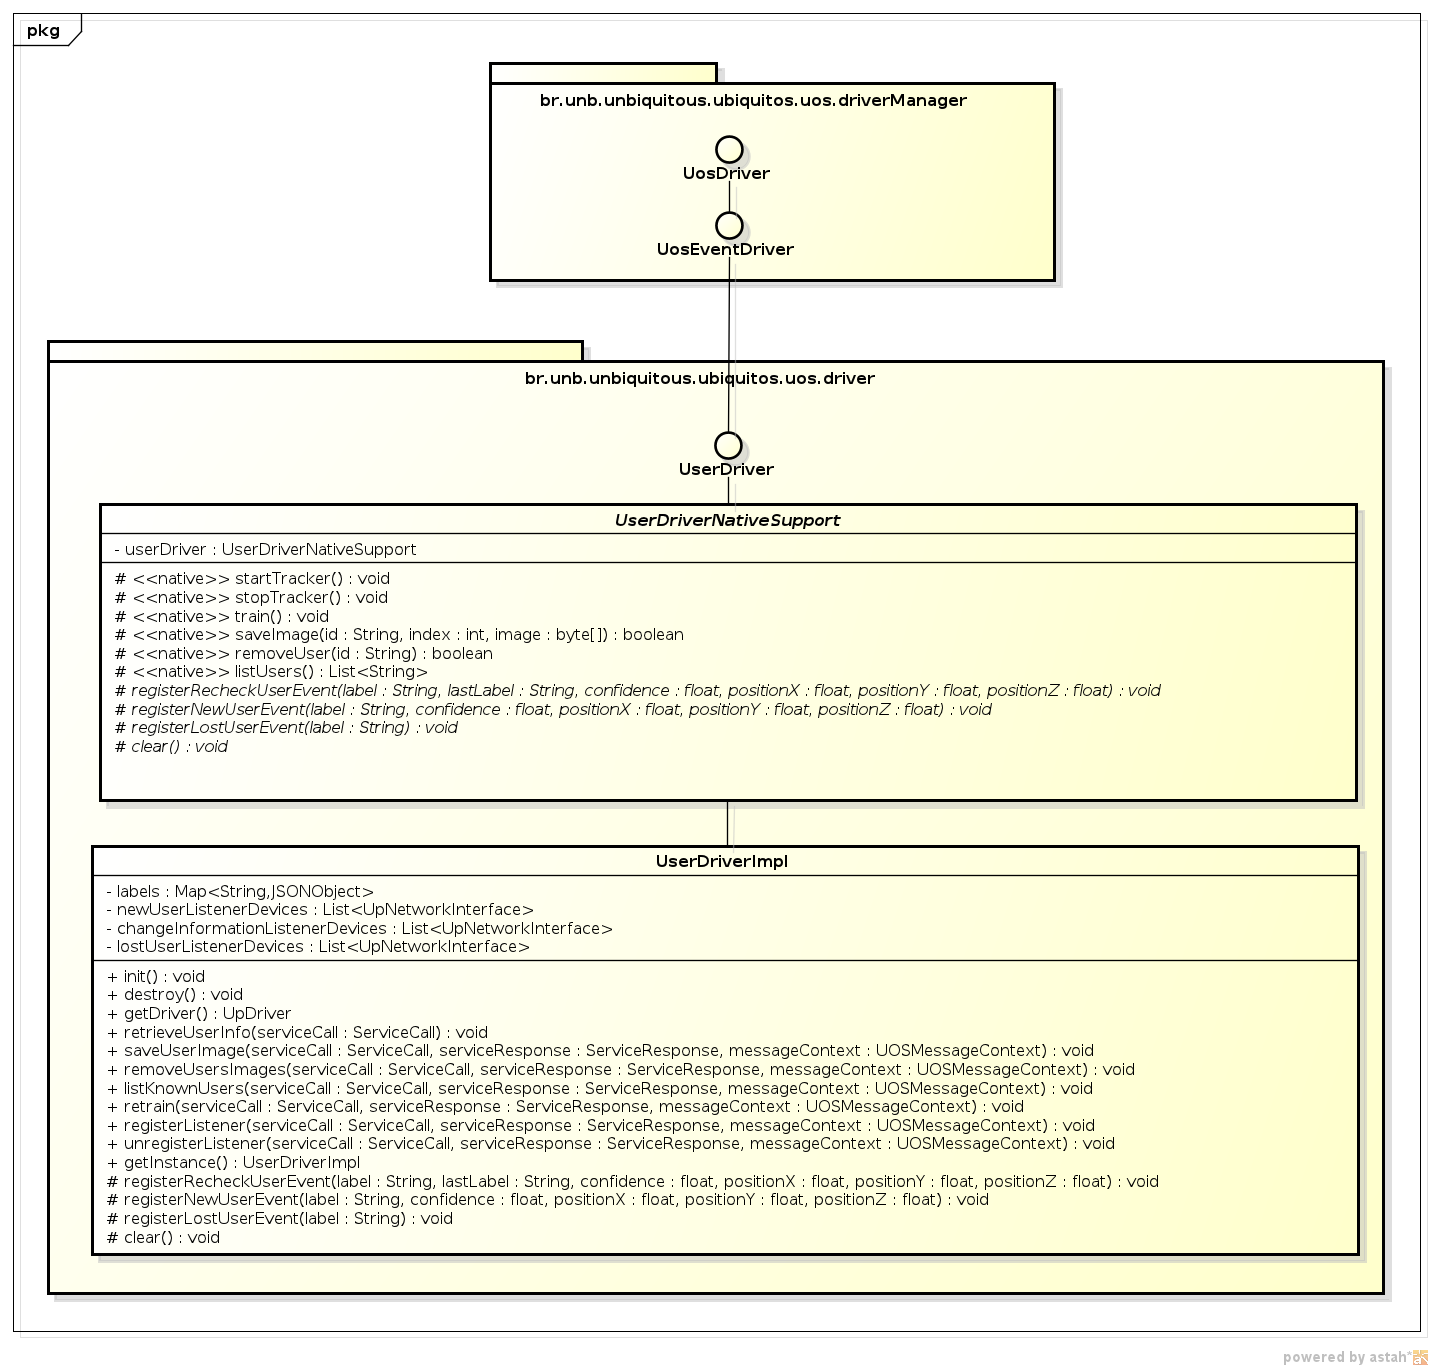 pkg
br.unb.unbiquitous.ubiquitos.uos.driverManager
UosDriver
UosEventDriver
br.unb.unbiquitous.ubiquitos.uos.driver
UserDriver
UserDriverNativeSupport
- userDriver : UserDriverNativeSupport
# <<native>> startTracker() : void
# <<native>> stopTracker() : void
# <<native>> train() : void
# <<native>> saveImage(id : String, index : int, image : byte[]) : boolean
# <<native>> removeUser(id : String) : boolean
# <<native>> listUsers() : List<String>
# registerRecheckUserEvent(label : String, lastLabel : String, confidence : float, positionX : float, positionY : float, positionZ : float) : void
# registerNewUserEvent(label : String, confidence : float, positionX : float, positionY : float, positionZ : float) : void
# registerLostUserEvent(label : String) : void
# clear() : void
UserDriverImpl
- labels : Map<String,JSONObject>
- newUserListenerDevices : List<UpNetworkInterface>
- changeInformationListenerDevices : List<UpNetworkInterface>
- lostUserListenerDevices : List<UpNetworkInterface>
+ init() : void
+ destroy() : void
+ getDriver() : UpDriver
+ retrieveUserInfo(serviceCall : ServiceCall) : void
+ saveUserImage(serviceCall : ServiceCall, serviceResponse : ServiceResponse, messageContext : UOSMessageContext) : void
+ removeUsersImages(serviceCall : ServiceCall, serviceResponse : ServiceResponse, messageContext : UOSMessageContext) : void
+ listKnownUsers(serviceCall : ServiceCall, serviceResponse : ServiceResponse, messageContext : UOSMessageContext) : void
+ retrain(serviceCall : ServiceCall, serviceResponse : ServiceResponse, messageContext : UOSMessageContext) : void
+ registerListener(serviceCall : ServiceCall, serviceResponse : ServiceResponse, messageContext : UOSMessageContext) : void
+ unregisterListener(serviceCall : ServiceCall, serviceResponse : ServiceResponse, messageContext : UOSMessageContext) : void
+ getInstance() : UserDriverImpl
# registerRecheckUserEvent(label : String, lastLabel : String, confidence : float, positionX : float, positionY : float, positionZ : float) : void
# registerNewUserEvent(label : String, confidence : float, positionX : float, positionY : float, positionZ : float) : void
# registerLostUserEvent(label : String) : void
# clear() : void
powered by astah*